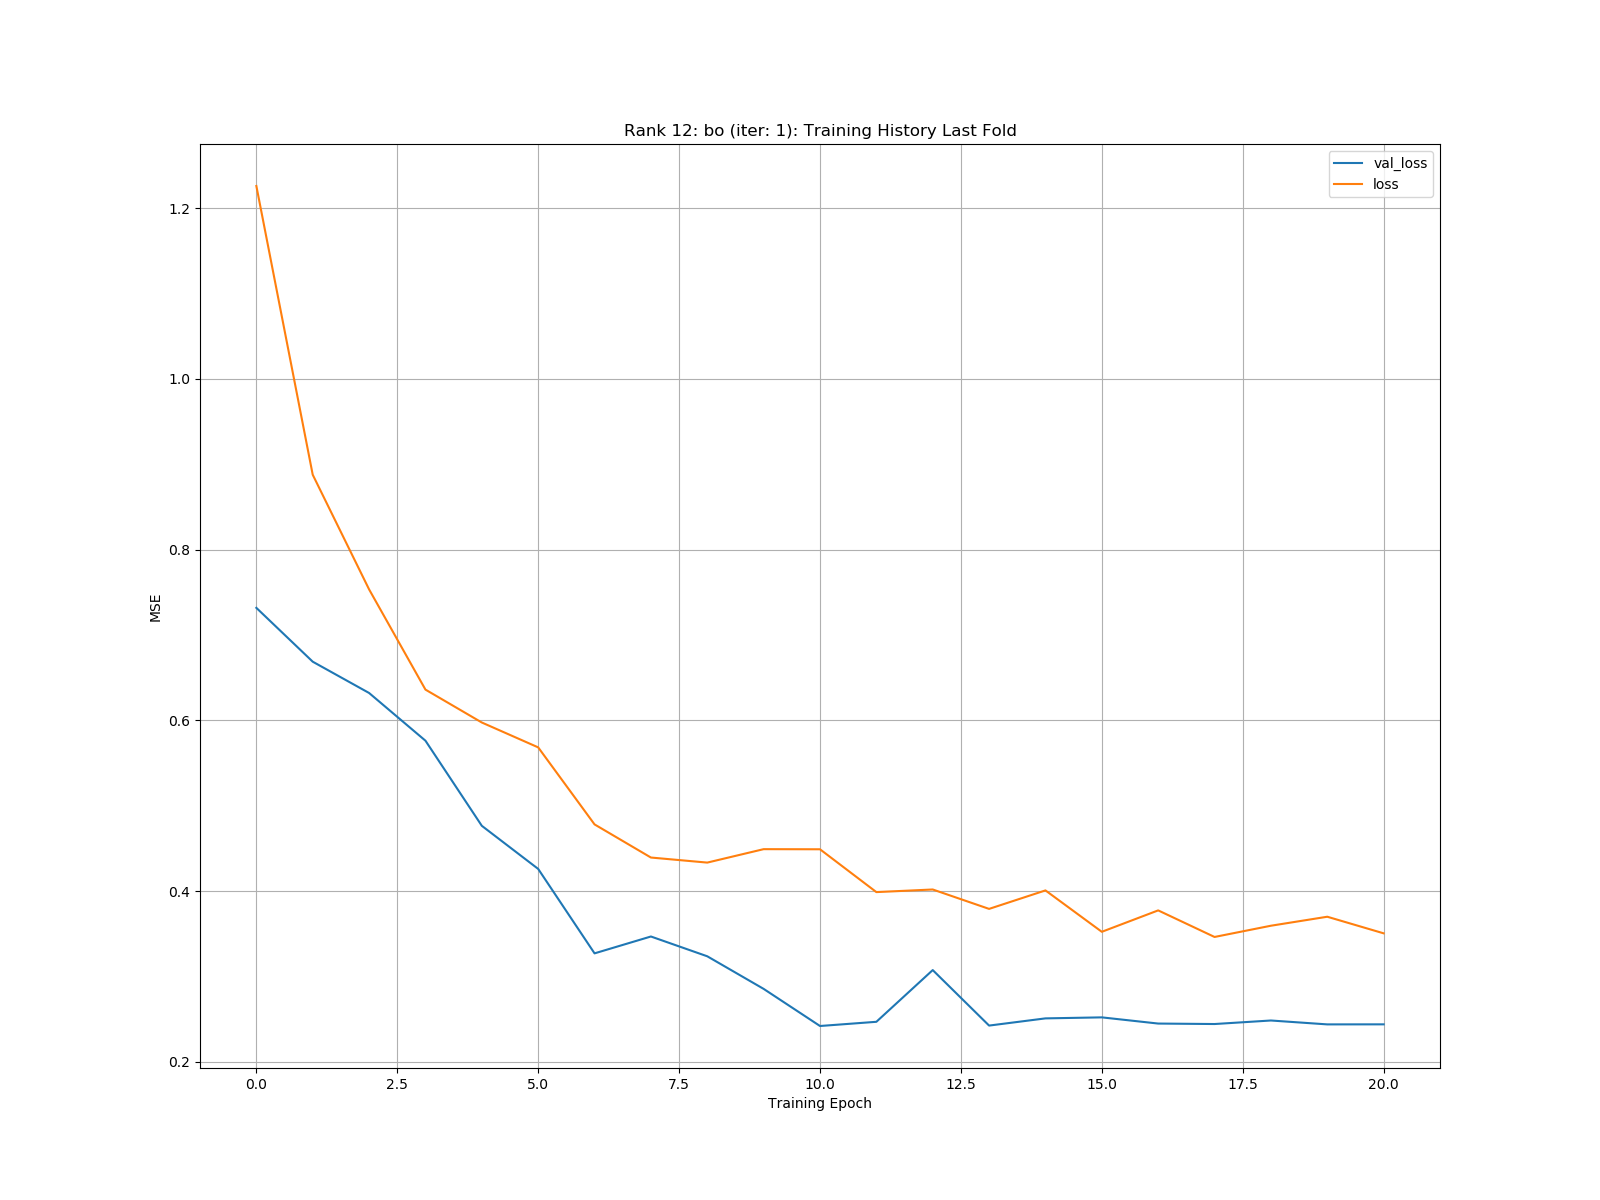 Rank 12: bo (iter: 1): Training History Last Fold
val_loss
loss
1.2
1.0
0.8
0.6
0.4
0.2
MSE
0.0 2.5 5.0 7.5 10.0 12.5 15.0 17.5 20.0
Training Epoch